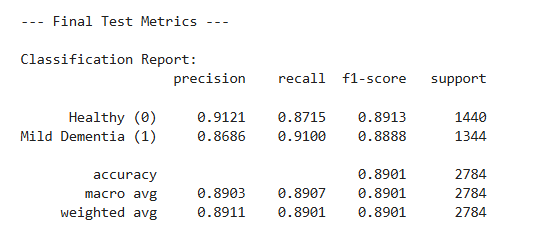 --- Final Test Metrics ---
Classification Report:
precision recall f1-score support
Healthy (0) 0.9121 0.8715 0.8913 1440
Mild Dementia (1) 0.8686 0.9100 0.8888 1344
accuracy 0.8901 2784
macro avg 0.8903 0.8907 0.8901 2784
weighted avg 0.8911 0.8901 0.8901 2784